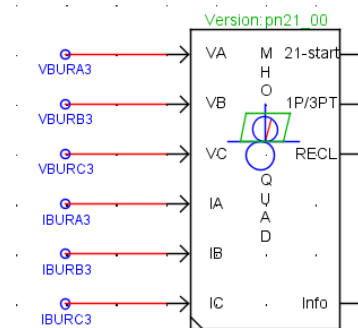 Version:pn21_00
VA M 21-start
VBURA3 H
O
VB 1P/3PT
VBURB3
VC RECL
VBURC3
Q
IA U
IBURA3 A
D
IB
IBURB3
IC Info
IBURC3